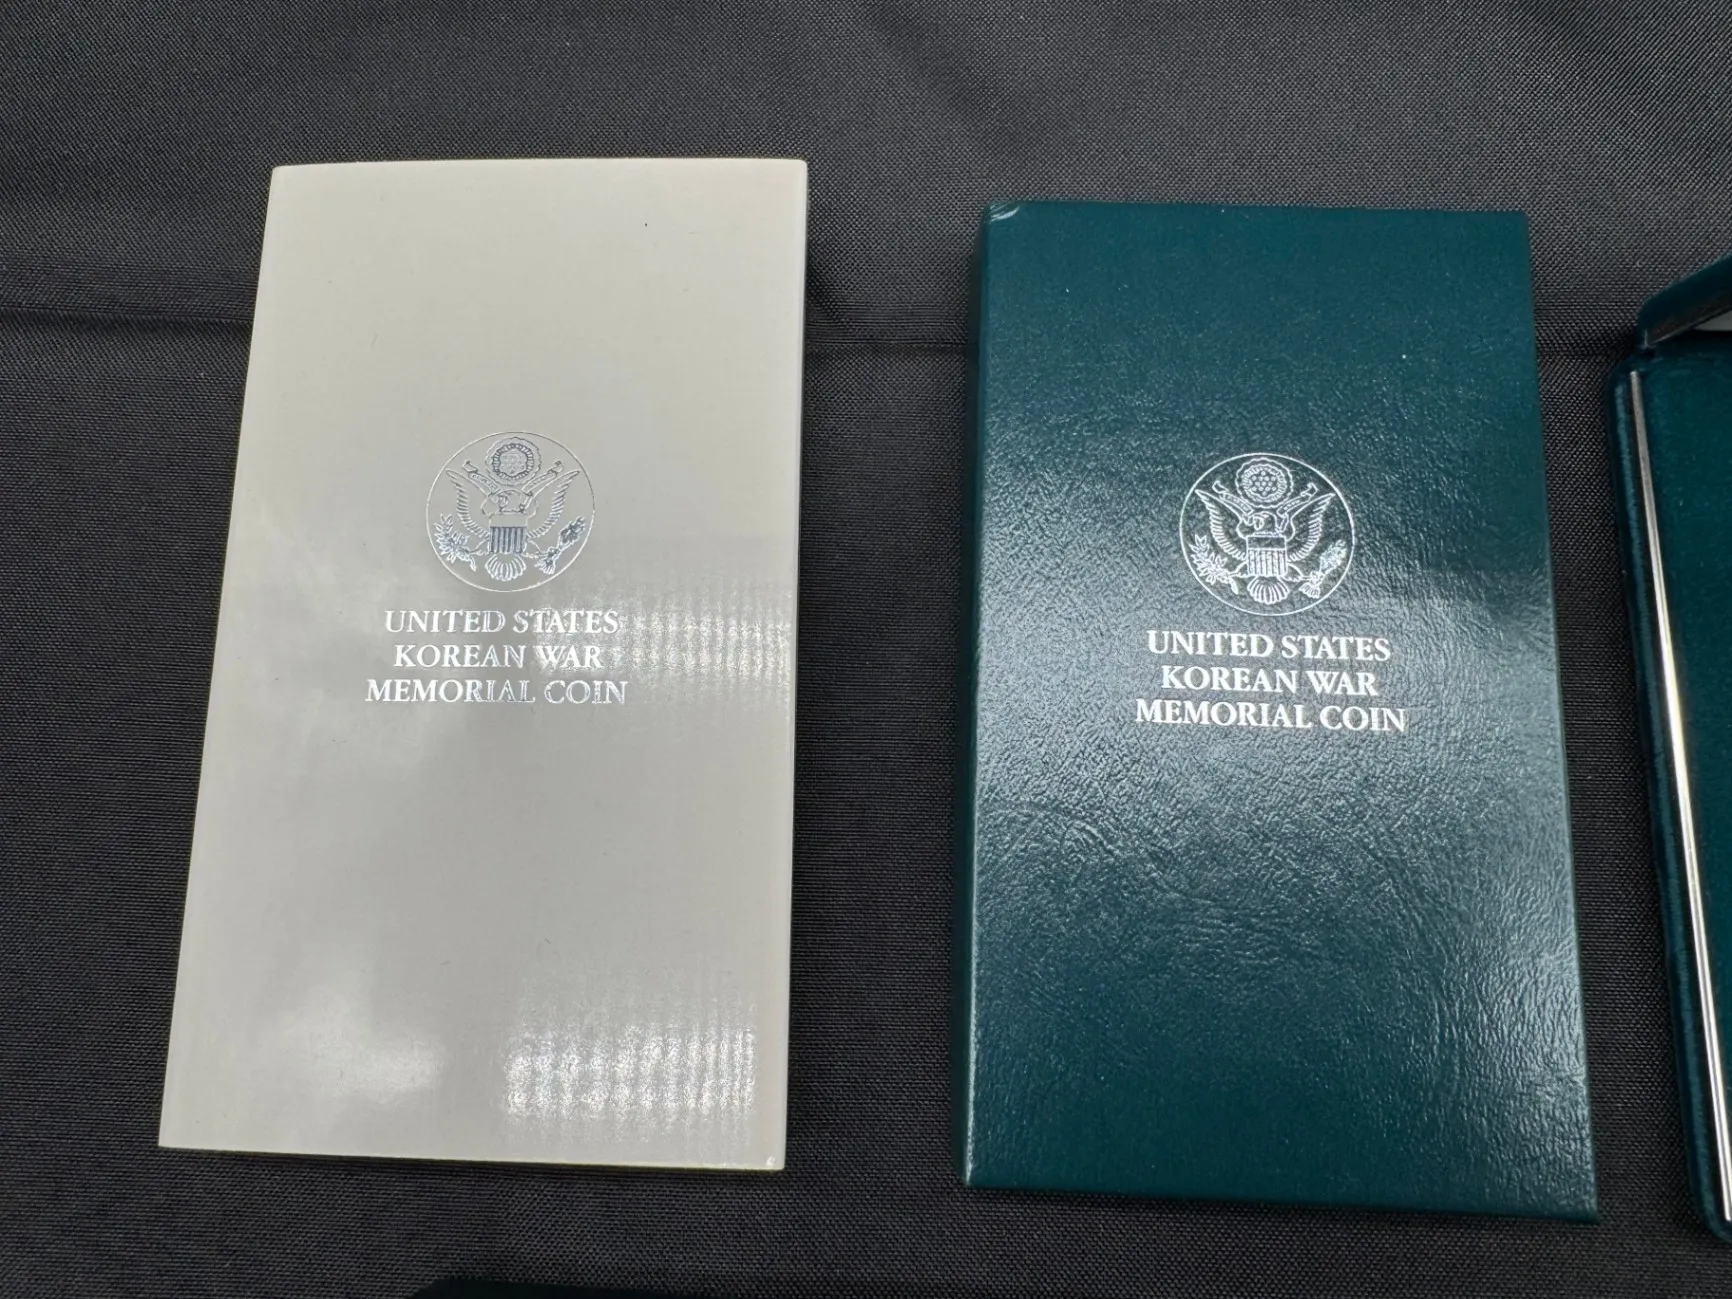 UNITED STATES
KOREAN WAR
MEMORIAL COIN
UNITED STATES
KOREAN WAR
MEMORIAL COIN